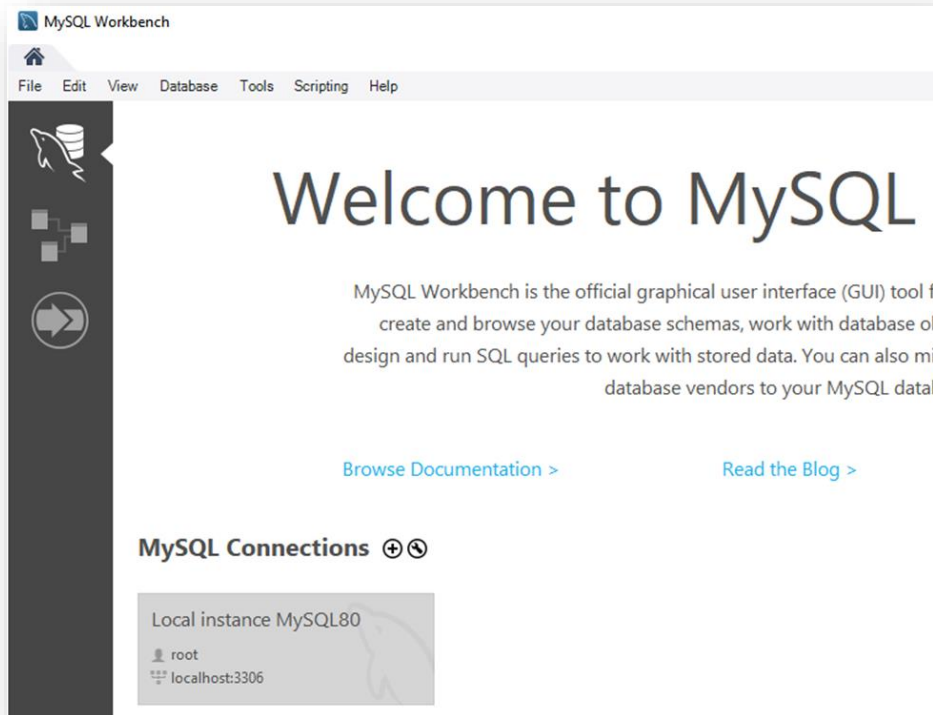 MySQL Workbench
File Edit View Database Tools Scripting Help
Welcome to MySQL
MySQL Workbench is the official graphical user interface (GUI) tool
create and browse your database schemas, work with database
design and run SQL queries to work with stored data. You can also
database vendors to your MySQL
Browse Documentation > Read the Blog >
MySQL Connections
Local instance MySQL80
root
localhost:3306